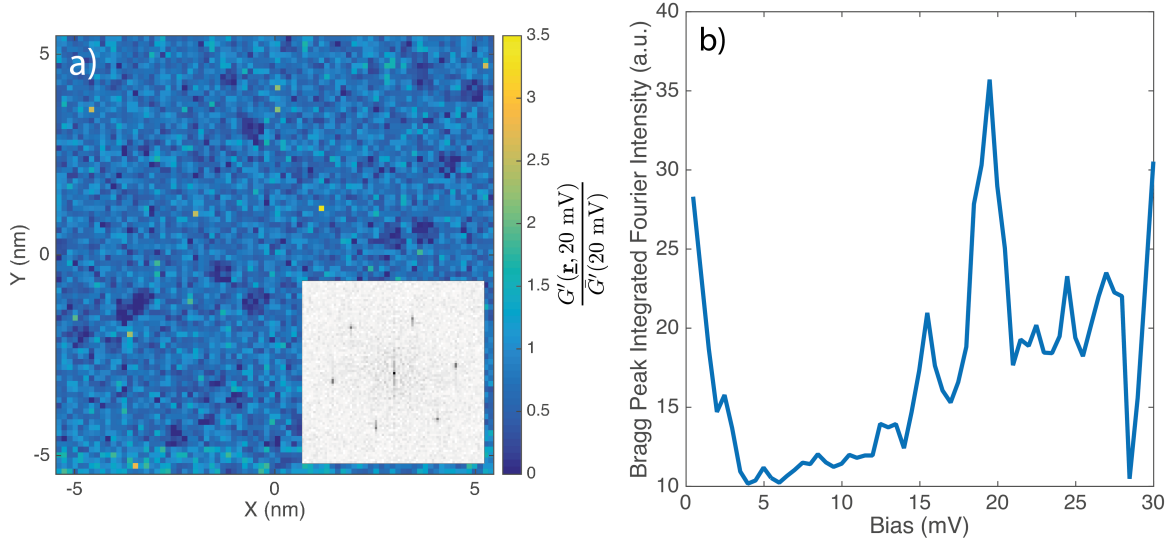 a)
5
0
-5
Y (nm)
-5 0 5
X (nm)
3.5
3
2.5
2
1.5
1
0.5
0
G′(r, 20 mV)
Ḡ′(20 mV)
b)
Bragg Peak Integrated Fourier Intensity (a.u.)
40
35
30
25
20
15
10
0 5 10 15 20 25 30
Bias (mV)